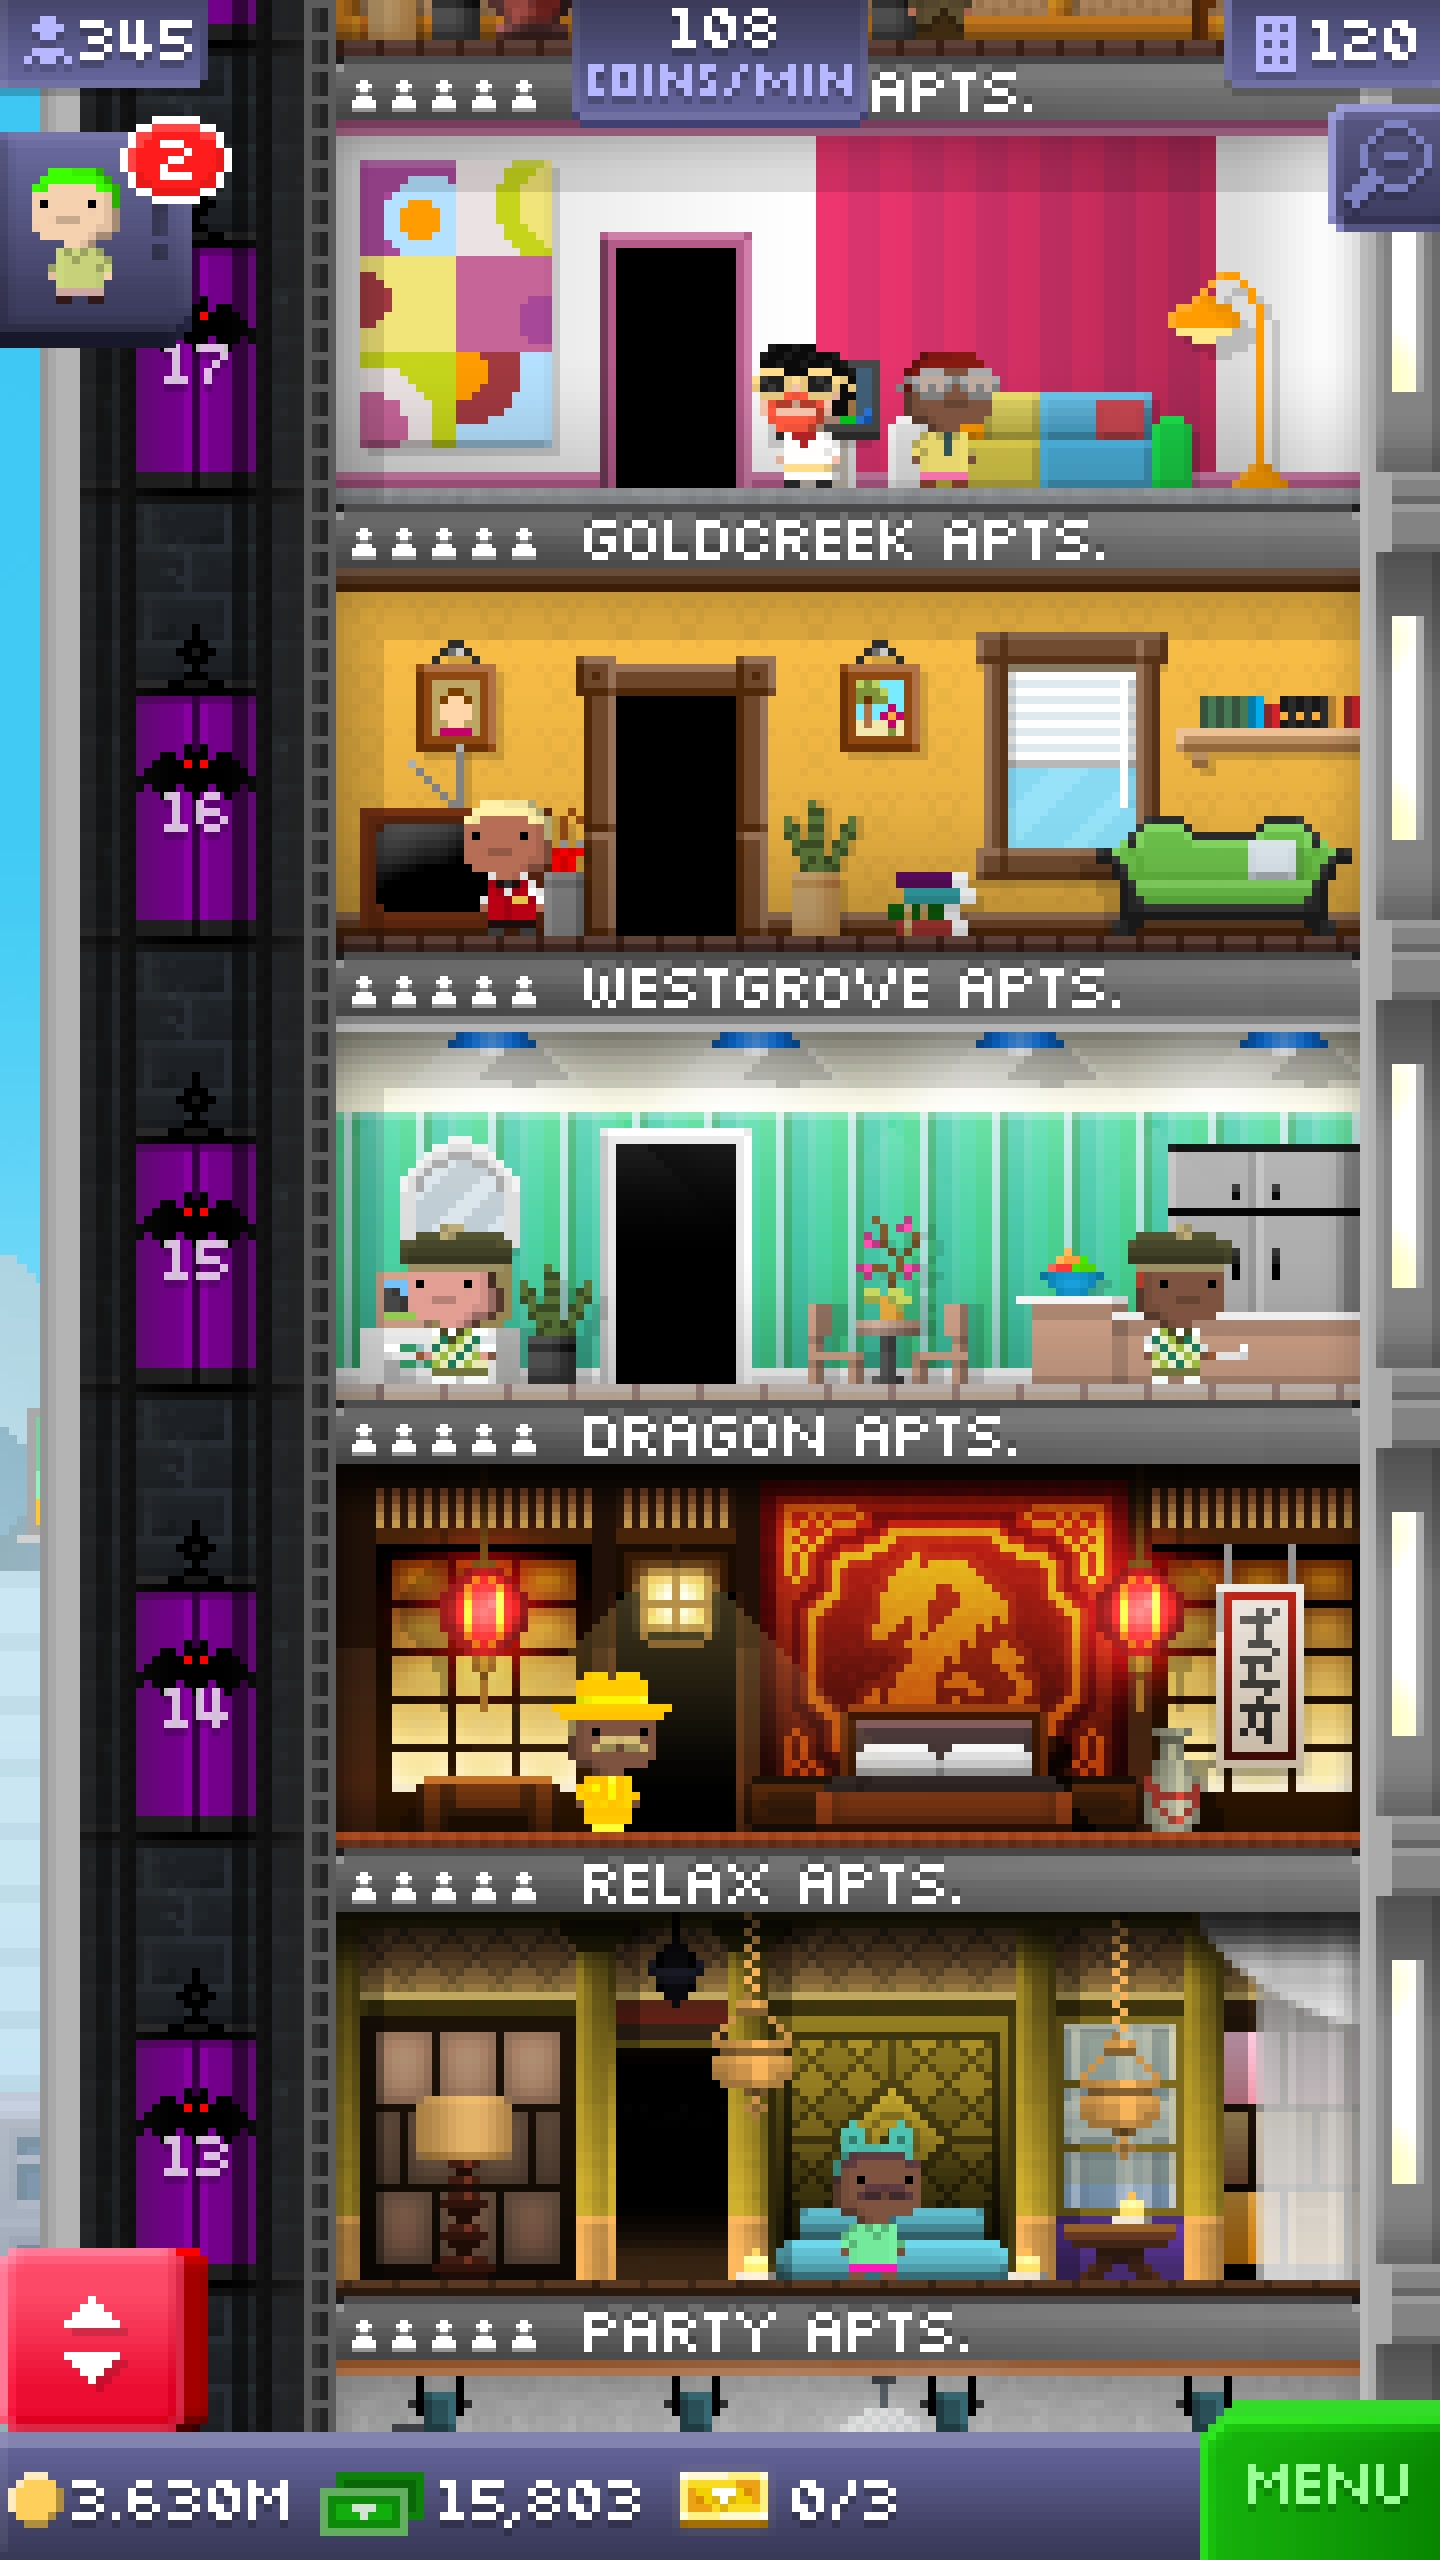 345
108
COINS/MIN
120
2
APTS.
17
GOLDCREEK APTS.
16
WESTGROVE APTS.
15
DRAGON APTS.
14
RELAX APTS.
13
PARTY APTS.
3.630M
15,803
0/3
MENU